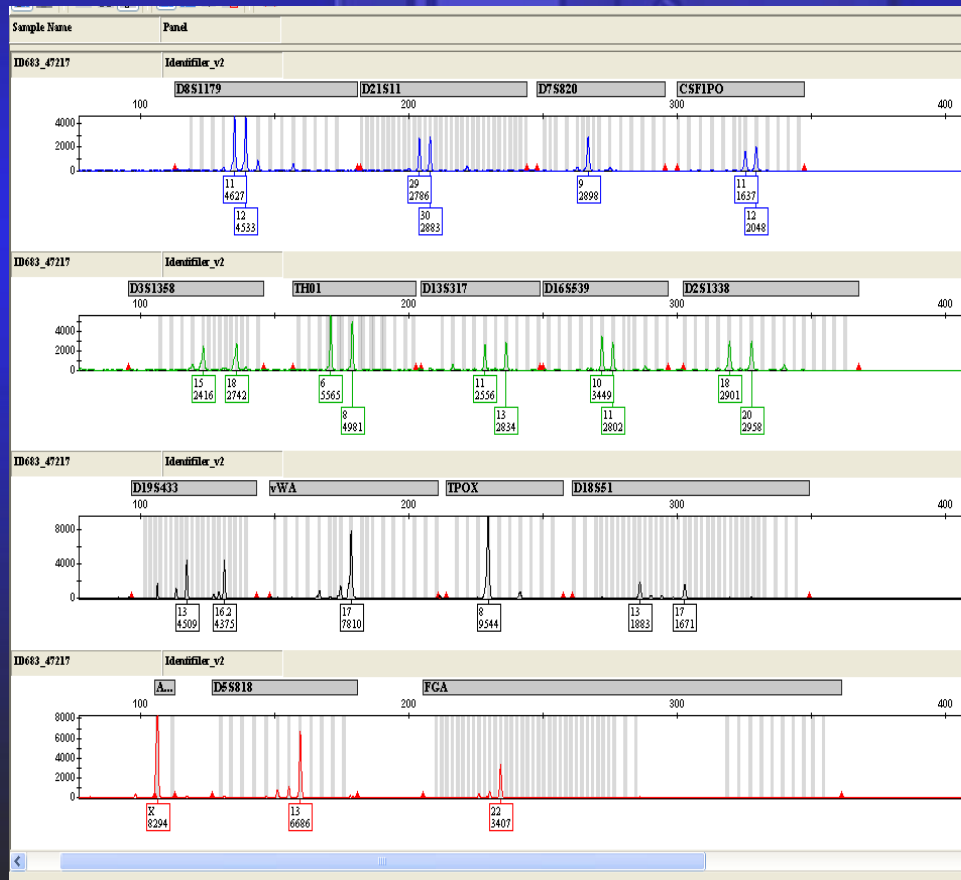 Sample Name Panel
ID683_47217 Identifiler_v2
D8S1179 D21S11 D7S820 CSF1PO
100 200 300 400
4000
2000
0
11 29 9 11
4627 2786 2898 1637
12 30 12
4533 2883 2048
ID683_47217 Identifiler_v2
D3S1358 TH01 D13S317 D16S539 D2S1338
100 200 300 400
4000
2000
0
15 18 6 11 10 18
2416 2742 5565 2556 3449 2901
8 13 11 20
4981 2834 2802 2958
ID683_47217 Identifiler_v2
D19S433 vWA TPOX D18S51
100 200 300 400
8000
4000
0
13 16.2 17 8 13 17
4509 4375 7810 9544 1883 1671
ID683_47217 Identifiler_v2
A... D5S818 FGA
100 200 300 400
8000
6000
4000
2000
0
X 13 22
8294 6686 3407